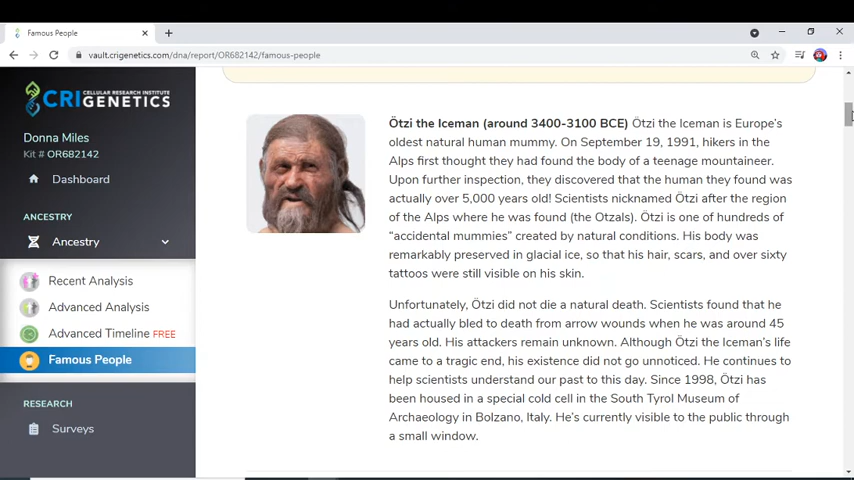 Famous People
vault.crigenetics.com/dna/report/OR682142/famous-people
CELLULAR RESEARCH INSTITUTE
CRIGENETICS
Donna Miles
Kit # OR682142
Dashboard
ANCESTRY
Ancestry
Recent Analysis
Advanced Analysis
Advanced Timeline FREE
Famous People
RESEARCH
Surveys
Ötzi the Iceman (around 3400-3100 BCE) Ötzi the Iceman is Europe's
oldest natural human mummy. On September 19, 1991, hikers in the
Alps first thought they had found the body of a teenage mountaineer.
Upon further inspection, they discovered that the human they found was
actually over 5,000 years old! Scientists nicknamed Ötzi after the region
of the Alps where he was found (the Otzals). Ötzi is one of hundreds of
“accidental mummies” created by natural conditions. His body was
remarkably preserved in glacial ice, so that his hair, scars, and over sixty
tattoos were still visible on his skin.
Unfortunately, Ötzi did not die a natural death. Scientists found that he
had actually bled to death from arrow wounds when he was around 45
years old. His attackers remain unknown. Although Ötzi the Iceman's life
came to a tragic end, his existence did not go unnoticed. He continues to
help scientists understand our past to this day. Since 1998, Ötzi has
been housed in a special cold cell in the South Tyrol Museum of
Archaeology in Bolzano, Italy. He's currently visible to the public through
a small window.